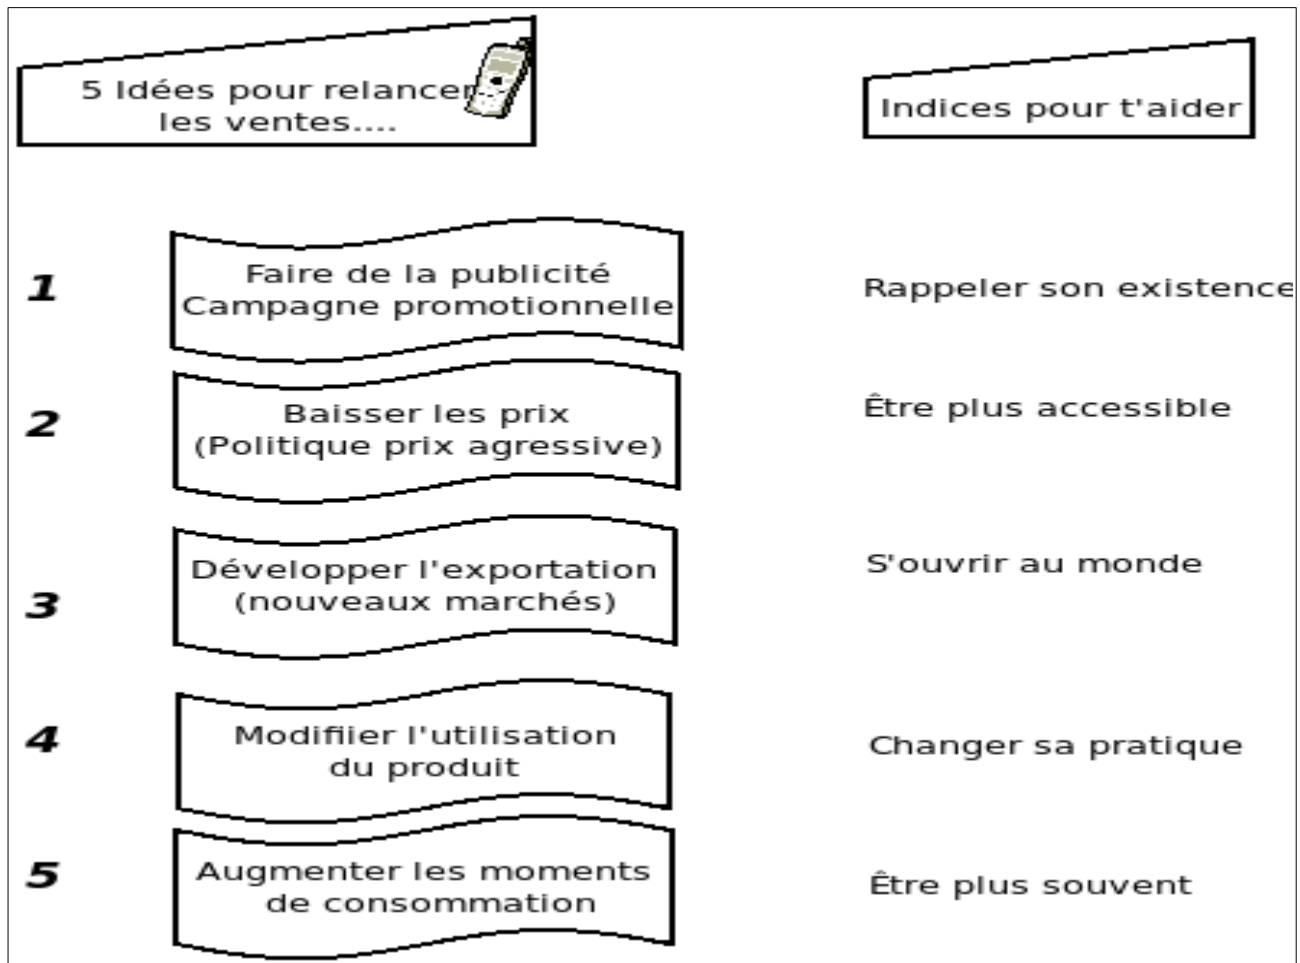 5 Idées pour relancer
les ventes....
Indices pour t'aider
1
Faire de la publicité
Campagne promotionnelle
Rappeler son existence
2
Baisser les prix
(Politique prix agressive)
Être plus accessible
3
Développer l'exportation
(nouveaux marchés)
S'ouvrir au monde
4
Modifiier l'utilisation
du produit
Changer sa pratique
5
Augmenter les moments
de consommation
Être plus souvent